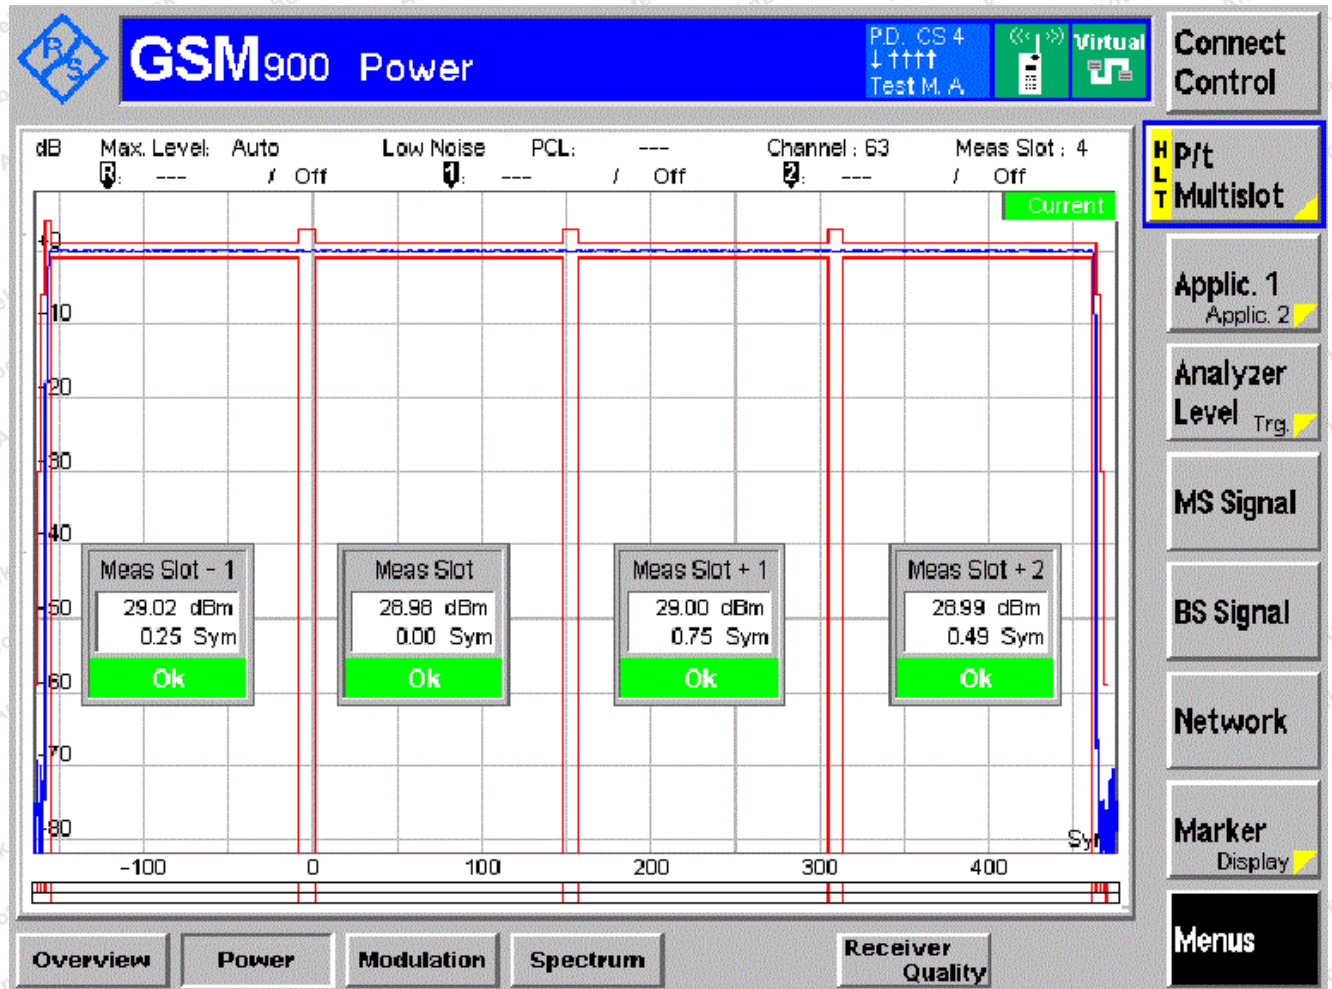 R/S
GSM900 Power
P.D. CS 4
↓↑↑↑↑
Test M. A
Virtual
Connect Control
dB Max. Level: Auto Low Noise PCL: --- Channel : 63 Meas Slot : 4
R: --- / Off 1: --- / Off 2: --- / Off
HLT
P/t Multislot
Current
-10
-20
-30
-40
-50
-60
-70
-80
Applic. 1
Applic. 2
Analyzer Level Trg.
MS Signal
BS Signal
Network
Marker
Display
Menus
Meas Slot - 1
29.02 dBm
0.25 Sym
Ok
Meas Slot
28.98 dBm
0.00 Sym
Ok
Meas Slot + 1
29.00 dBm
0.75 Sym
Ok
Meas Slot + 2
28.99 dBm
0.49 Sym
Ok
-100 0 100 200 300 400
Overview Power Modulation Spectrum Receiver Quality